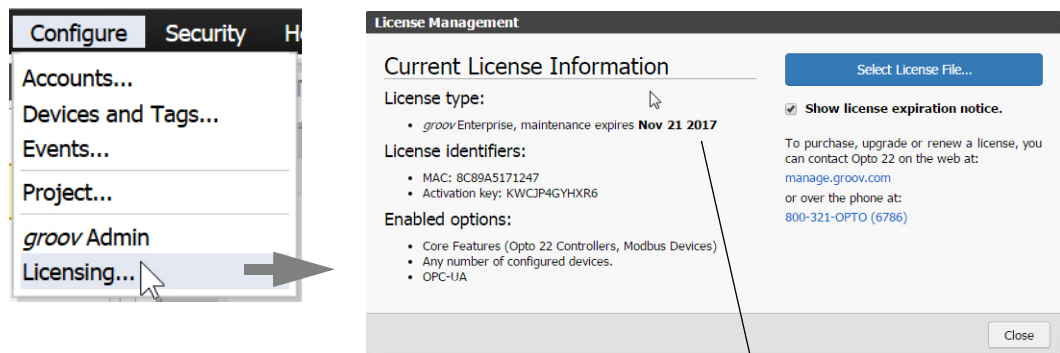 Configure Security H
Accounts...
Devices and Tags...
Events...
Project...
groov Admin
Licensing...
License Management
Current License Information
License type:
• groov Enterprise, maintenance expires Nov 21 2017
License identifiers:
• MAC: 8C89A5171247
• Activation key: KWCJP4GYHXR6
Enabled options:
• Core Features (Opto 22 Controllers, Modbus Devices)
• Any number of configured devices.
• OPC-UA
Select License File...
Show license expiration notice.
To purchase, upgrade or renew a license, you
can contact Opto 22 on the web at:
manage.groov.com
or over the phone at:
800-321-OPTO (6786)
Close